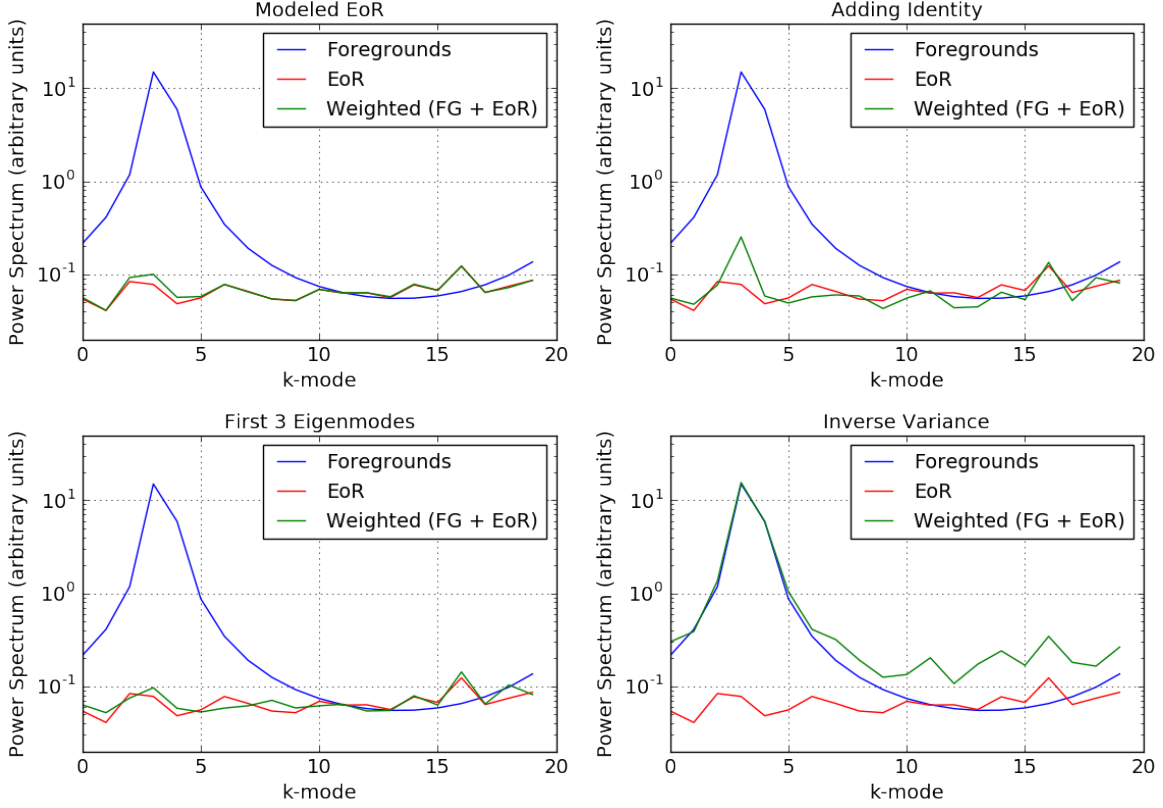 Modeled EoR
Power Spectrum (arbitrary units)
10^1
10^0
10^-1
Foregrounds
EoR
Weighted (FG + EoR)
0 5 10 15 20
k-mode
Adding Identity
Power Spectrum (arbitrary units)
10^1
10^0
10^-1
Foregrounds
EoR
Weighted (FG + EoR)
0 5 10 15 20
k-mode
First 3 Eigenmodes
Power Spectrum (arbitrary units)
10^1
10^0
10^-1
Foregrounds
EoR
Weighted (FG + EoR)
0 5 10 15 20
k-mode
Inverse Variance
Power Spectrum (arbitrary units)
10^1
10^0
10^-1
Foregrounds
EoR
Weighted (FG + EoR)
0 5 10 15 20
k-mode